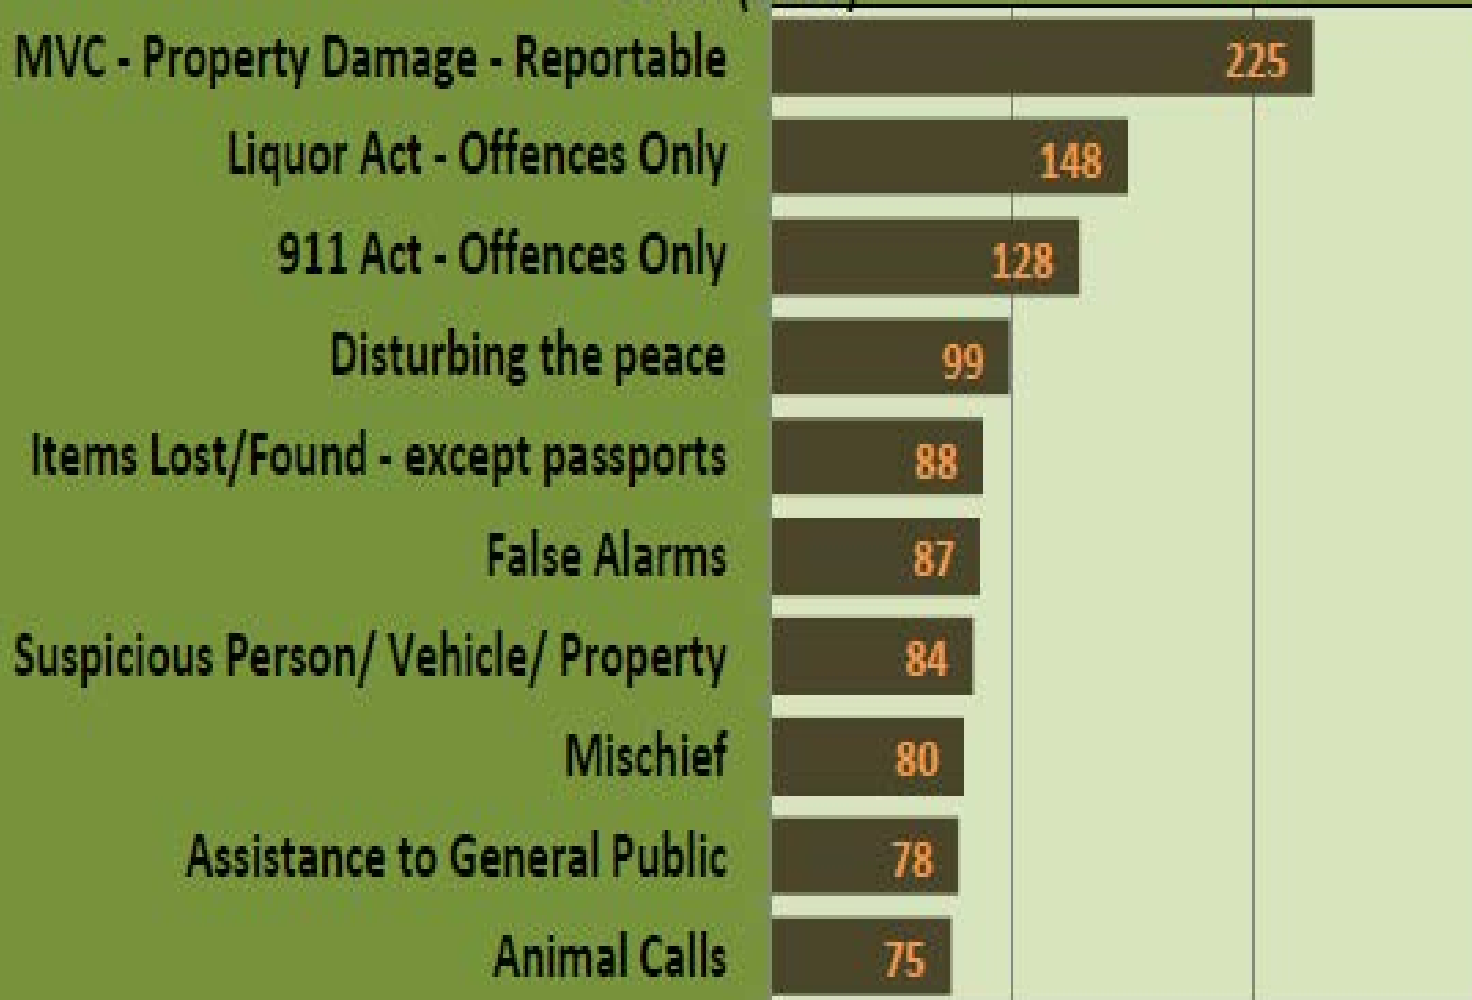 MVC - Property Damage - Reportable 225
Liquor Act - Offences Only 148
911 Act - Offences Only 128
Disturbing the peace 99
Items Lost/Found - except passports 88
False Alarms 87
Suspicious Person/ Vehicle/ Property 84
Mischief 80
Assistance to General Public 78
Animal Calls 75